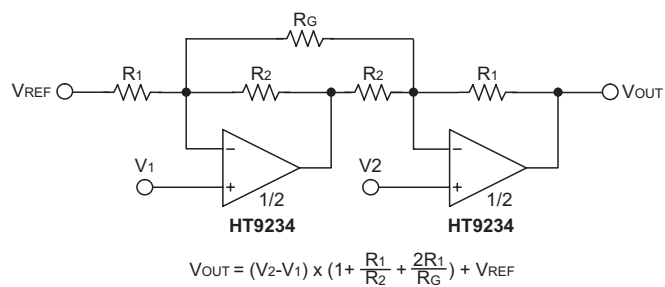 RG
VREF R1 R2 R2 R1 VOUT
V1 − + 1/2 V2 − + 1/2
HT9234 HT9234
VOUT = (V2-V1) x (1+ R1/R2 + 2R1/RG) + VREF